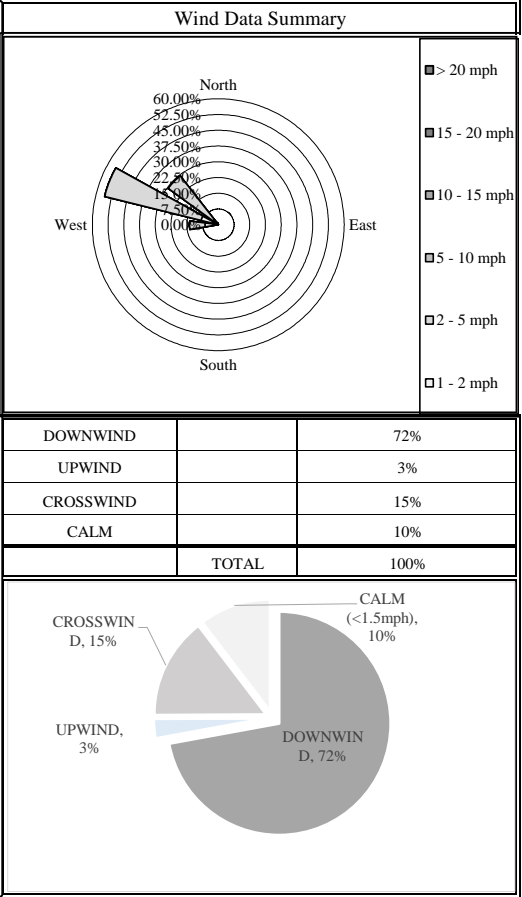 Wind Data Summary
North
60.00%
52.50%
45.00%
37.50%
30.00%
22.50%
15.00%
7.50%
0.00%
West
East
South
> 20 mph
15 - 20 mph
10 - 15 mph
5 - 10 mph
2 - 5 mph
1 - 2 mph
DOWNWIND 72%
UPWIND 3%
CROSSWIND 15%
CALM 10%
TOTAL 100%
CALM
(<1.5mph),
10%
CROSSWIN
D, 15%
UPWIND,
3%
DOWNWIN
D, 72%